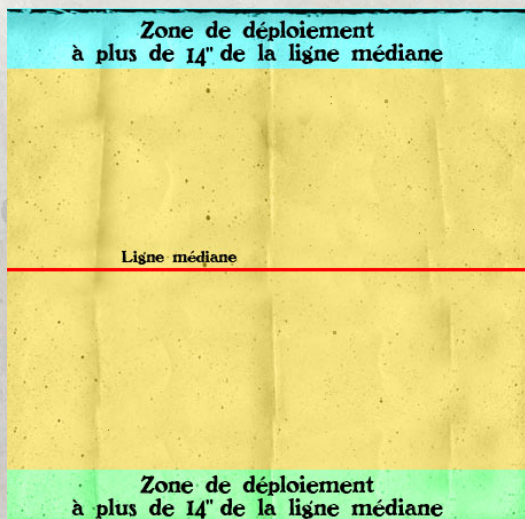 Zone de déploiement
à plus de 14" de la ligne médiane
Ligne médiane
Zone de déploiement
à plus de 14" de la ligne médiane